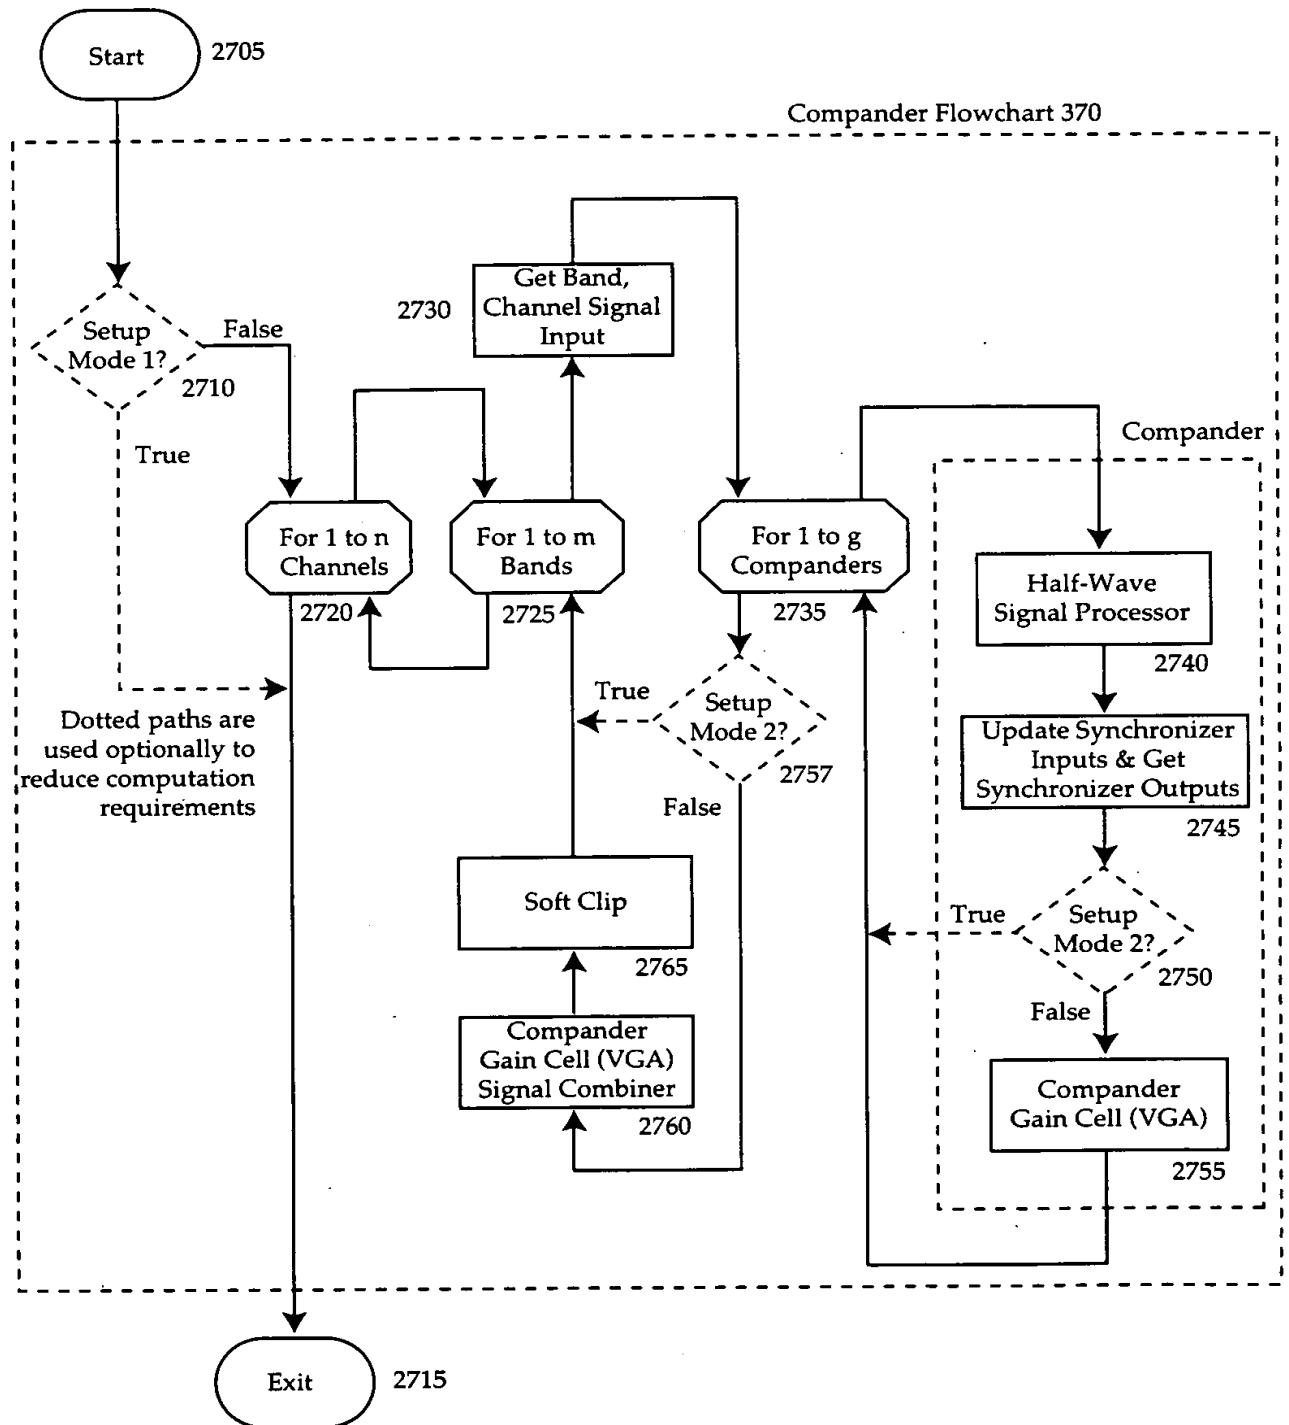 Start
2705
Compander Flowchart 370
Get Band,
Channel Signal
Input
2730
Setup
Mode 1?
2710
False
True
Compander
For 1 to n
Channels
2720
For 1 to m
Bands
2725
For 1 to g
Companders
2735
Half-Wave
Signal Processor
2740
Update Synchronizer
Inputs & Get
Synchronizer Outputs
2745
Setup
Mode 2?
2750
True
False
Compander
Gain Cell (VGA)
2755
Setup
Mode 2?
2757
True
False
Dotted paths are
used optionally to
reduce computation
requirements
Soft Clip
2765
Compander
Gain Cell (VGA)
Signal Combiner
2760
Exit
2715